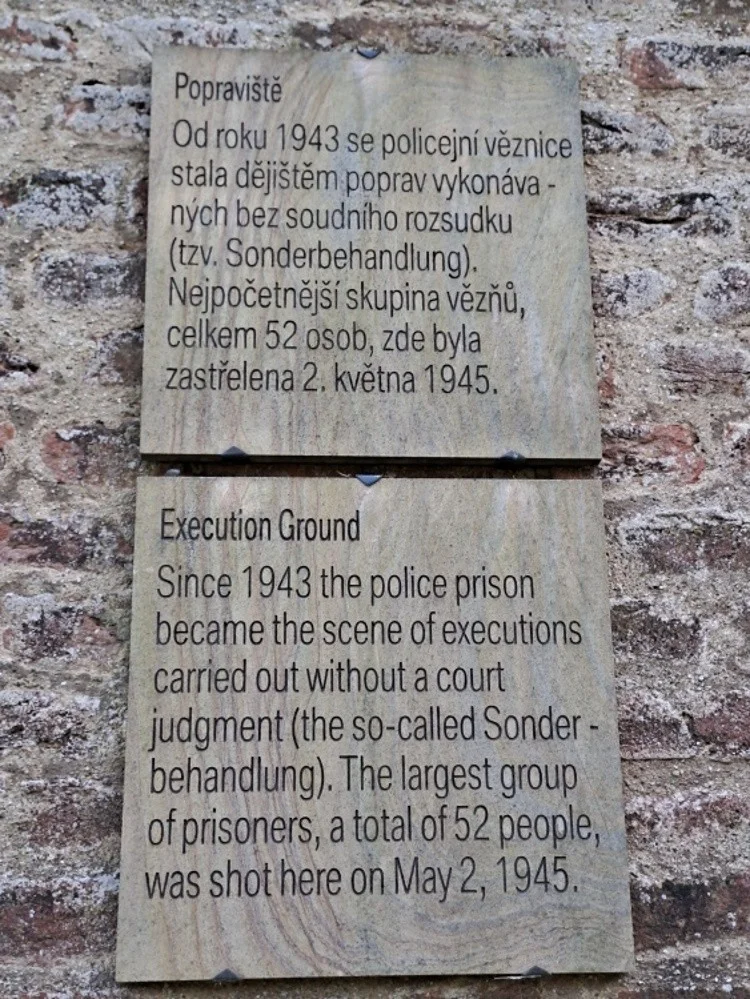 Popraviště
Od roku 1943 se policejní věznice
stala dějištěm poprav vykonáva -
ných bez soudního rozsudku
(tzv. Sonderbehandlung).
Nejpočetnější skupina vězňů,
celkem 52 osob, zde byla
zastřelena 2. května 1945.
Execution Ground
Since 1943 the police prison
became the scene of executions
carried out without a court
judgment (the so-called Sonder -
behandlung). The largest group
of prisoners, a total of 52 people,
was shot here on May 2, 1945.